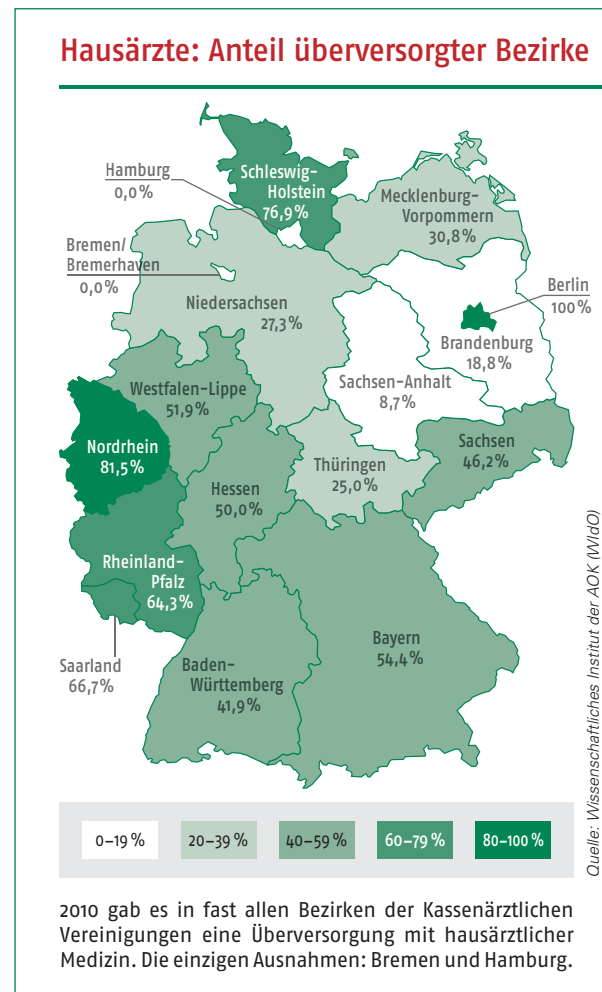 Hausärzte: Anteil überversorgter Bezirke
Hamburg
0,0%
Schleswig-
Holstein
76,9%
Mecklenburg-
Vorpommern
30,8%
Bremen/
Bremerhaven
0,0%
Niedersachsen
27,3%
Berlin
100%
Brandenburg
18,8%
Sachsen-Anhalt
8,7%
Westfalen-Lippe
51,9%
Nordrhein
81,5%
Hessen
50,0%
Thüringen
25,0%
Sachsen
46,2%
Rheinland-
Pfalz
64,3%
Saarland
66,7%
Baden-
Württemberg
41,9%
Bayern
54,4%
Quelle: Wissenschaftliches Institut der AOK (WIdO)
0–19 %
20–39 %
40–59 %
60–79 %
80–100 %
2010 gab es in fast allen Bezirken der Kassenärztlichen
Vereinigungen eine Überversorgung mit hausärztlicher
Medizin. Die einzigen Ausnahmen: Bremen und Hamburg.